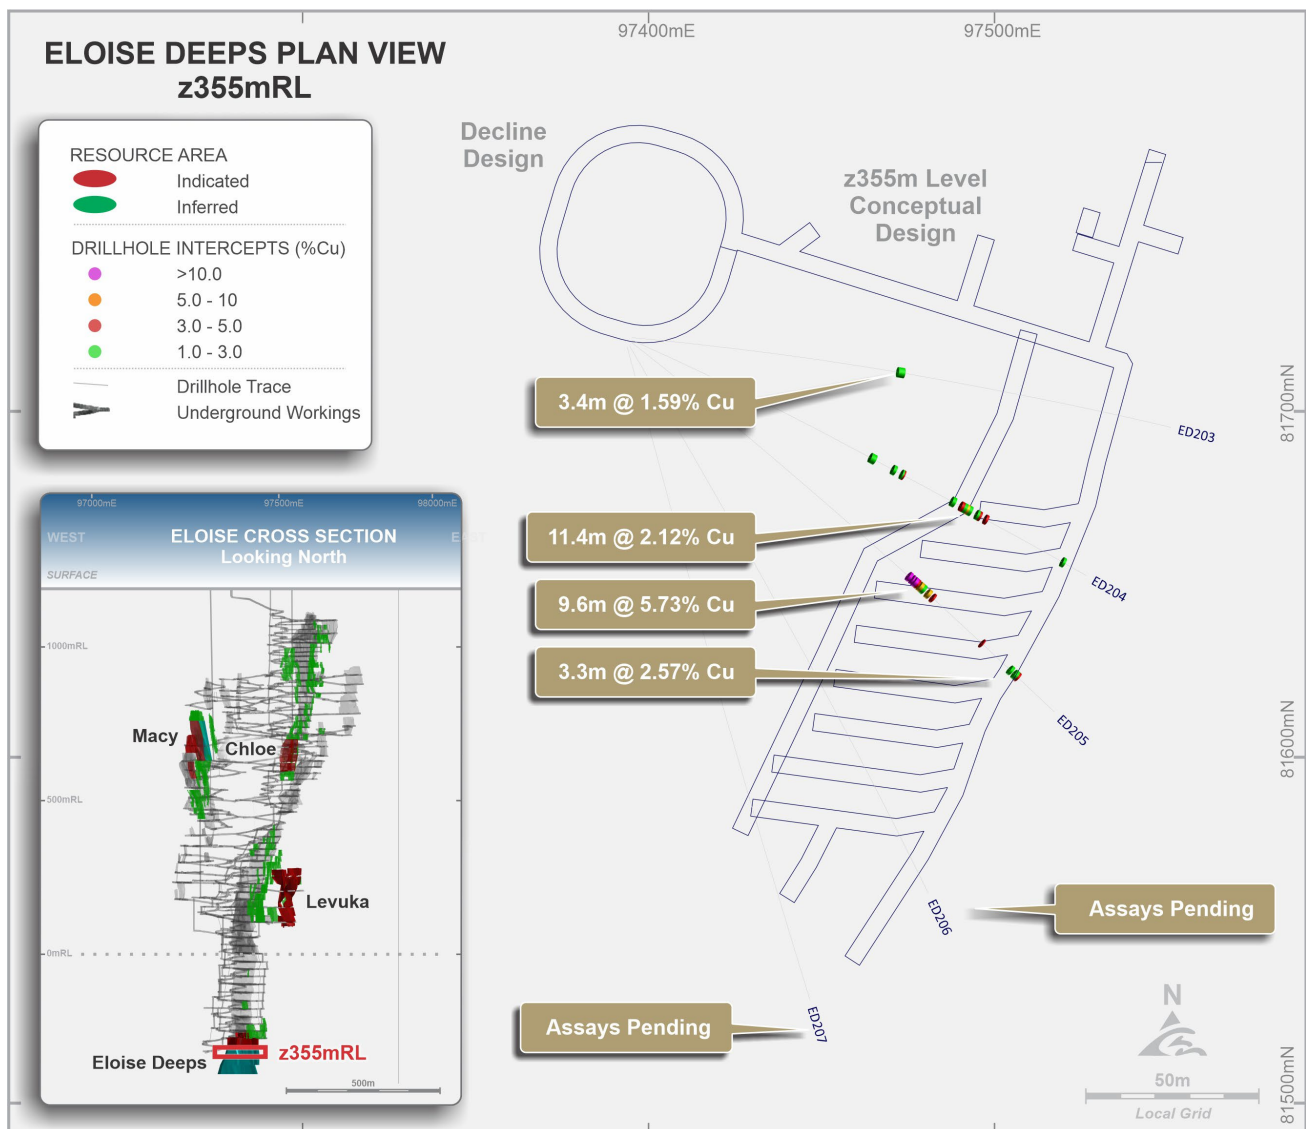 ELOISE DEEPS PLAN VIEW
z355mRL
97400mE
97500mE
RESOURCE AREA
Indicated
Inferred
DRILLHOLE INTERCEPTS (%Cu)
>10.0
5.0 - 10
3.0 - 5.0
1.0 - 3.0
Drillhole Trace
Underground Workings
Decline
Design
z355m Level
Conceptual
Design
3.4m @ 1.59% Cu
11.4m @ 2.12% Cu
9.6m @ 5.73% Cu
3.3m @ 2.57% Cu
ED203
ED204
ED205
ED206
ED207
Assays Pending
Assays Pending
81700mN
81600mN
81500mN
97000mE
97500mE
98000mE
WEST
ELOISE CROSS SECTION
EAST
Looking North
SURFACE
1000mRL
Macy
Chloe
500mRL
Levuka
0mRL
z355mRL
Eloise Deeps
500m
N
50m
Local Grid